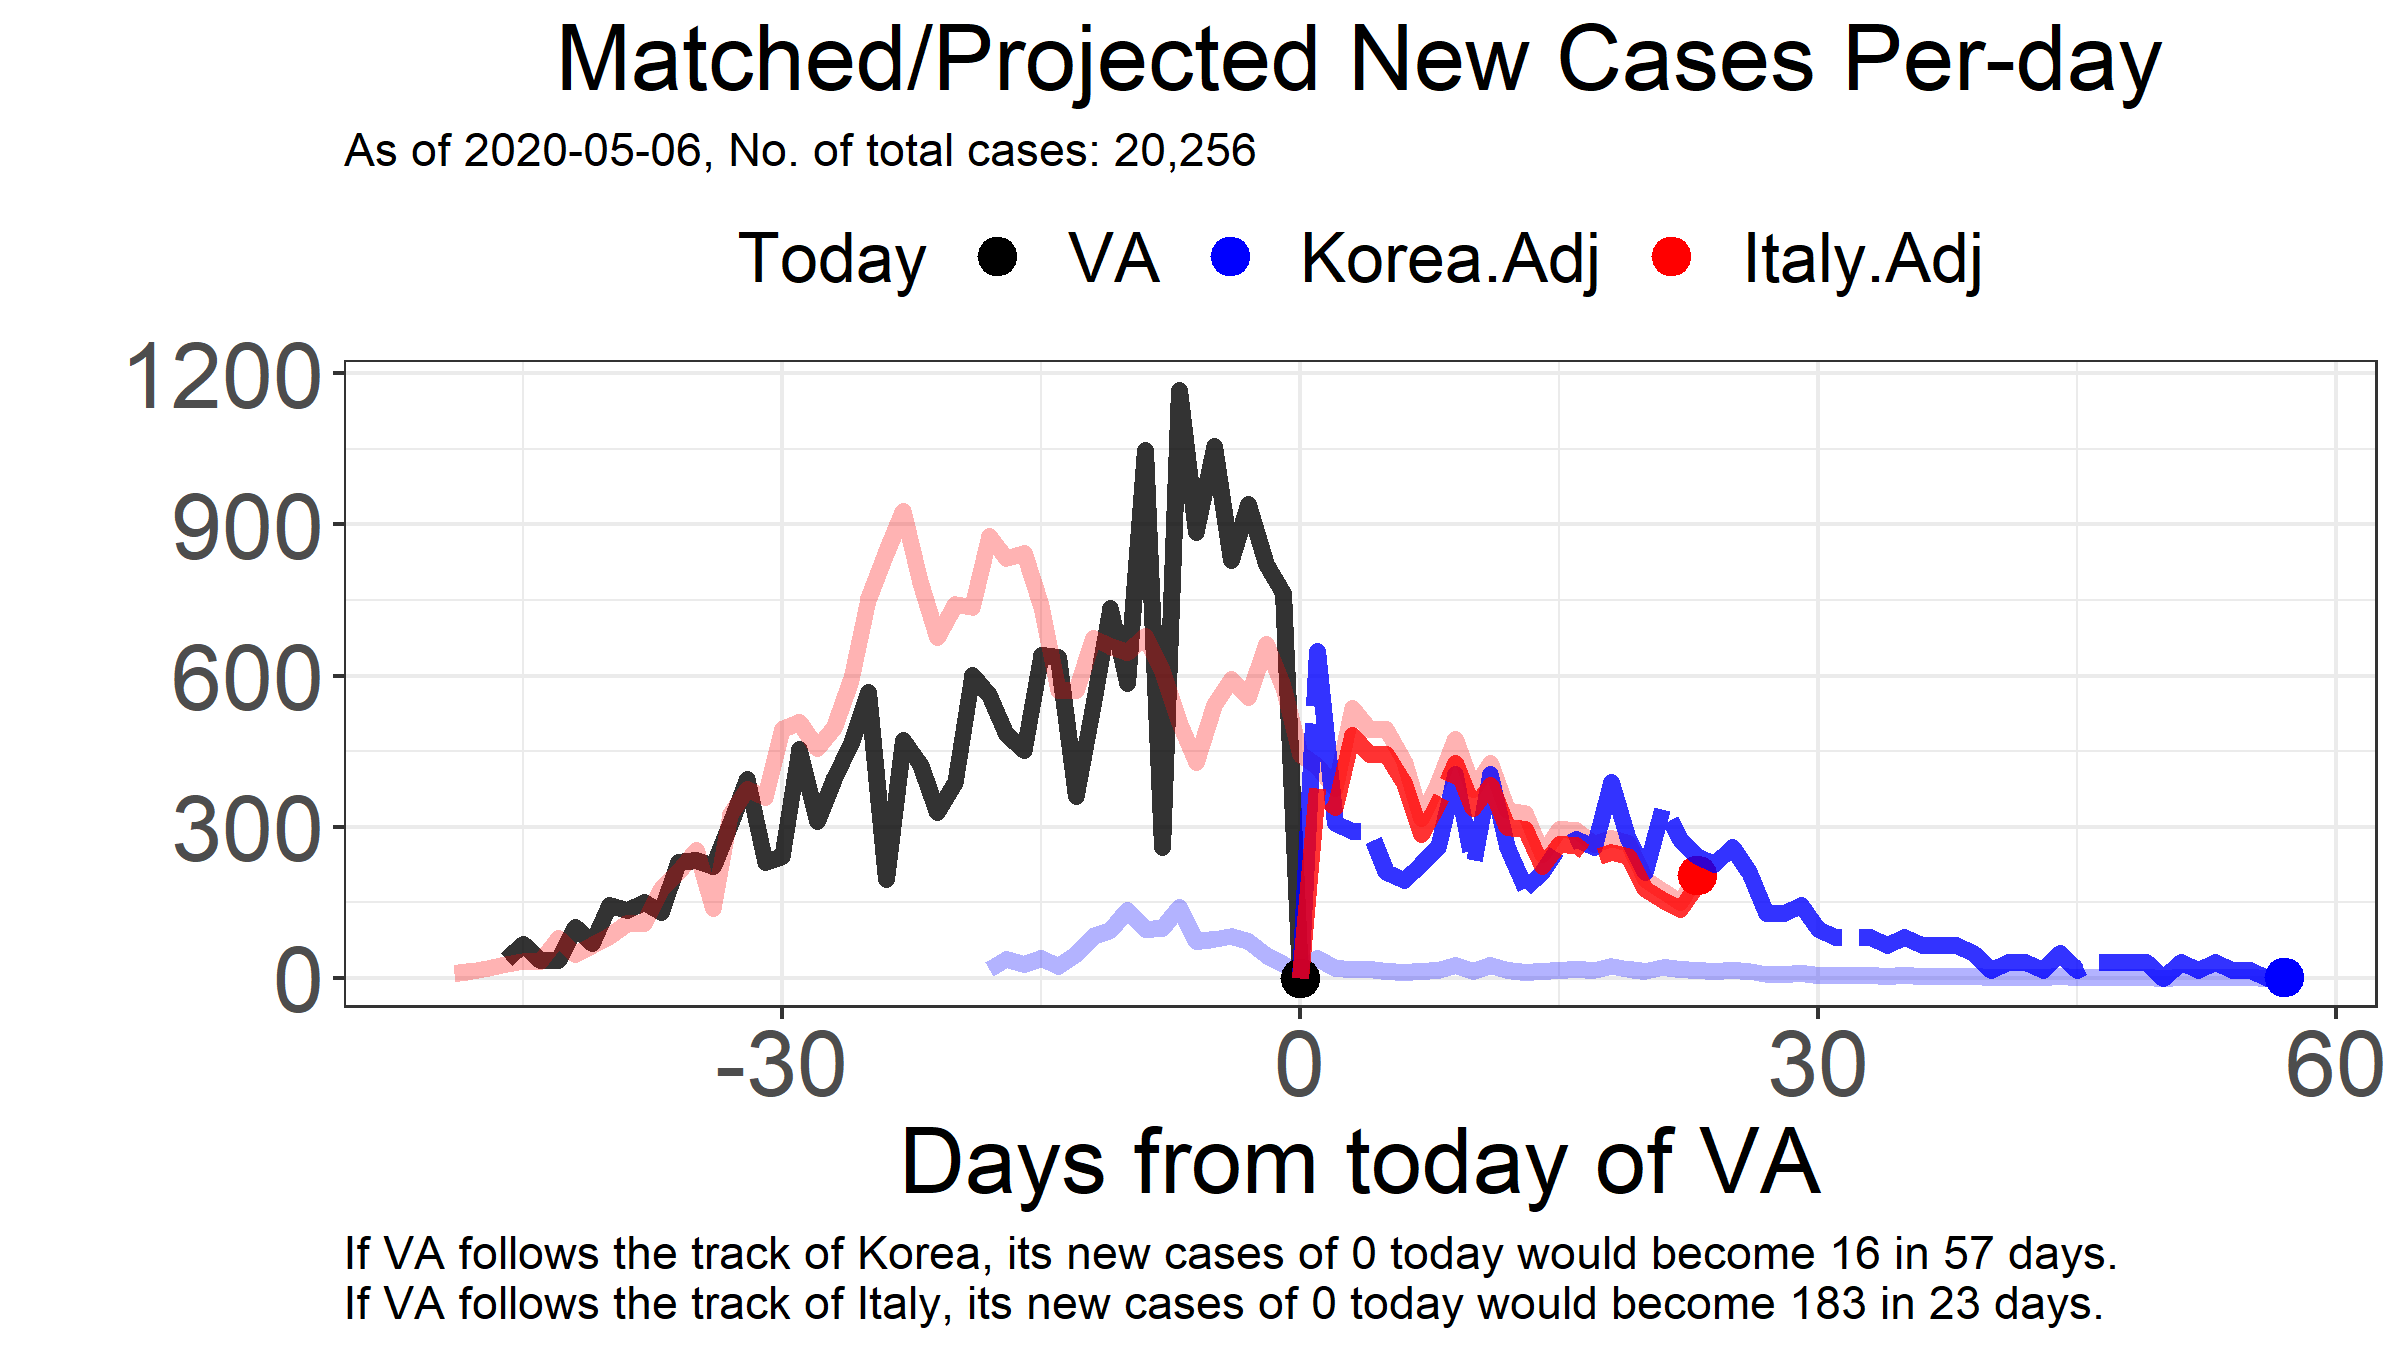 Matched/Projected New Cases Per-day
As of 2020-05-06, No. of total cases: 20,256
Today VA Korea.Adj Italy.Adj
1200
900
600
300
0
-30 0 30 60
Days from today of VA
If VA follows the track of Korea, its new cases of 0 today would become 16 in 57 days.
If VA follows the track of Italy, its new cases of 0 today would become 183 in 23 days.